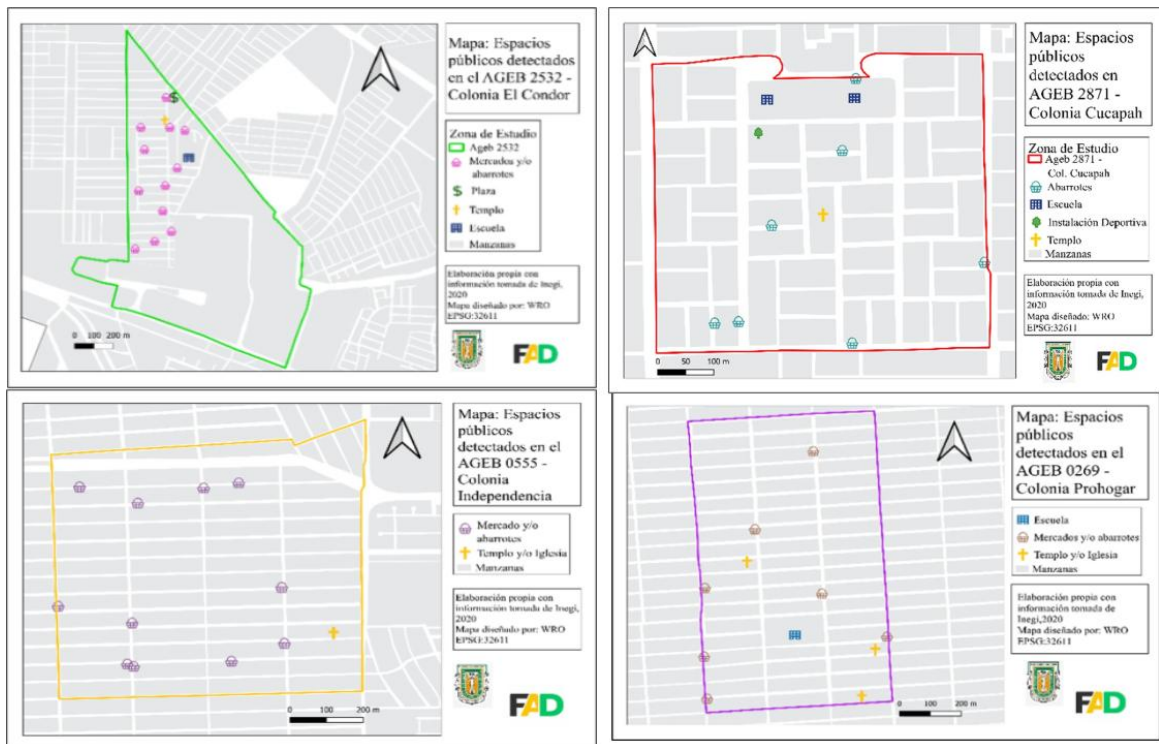 Mapa: Espacios
públicos detectados
en el AGEB 2532 -
Colonia El Condor
Zona de Estudio
Ageb 2532
Mercados y/o
abarrotes
Plaza
Templo
Escuela
Manzanas
Elaboración propia con
información tomada de Inegi,
2020
Mapa diseñado por: WRO
EPSG:32611
0 100 200 m
FAD
Mapa: Espacios
públicos
detectados en
AGEB 2871 -
Colonia Cucapah
Zona de Estudio
Ageb 2871 -
Col. Cucapah
Abarrotes
Escuela
Instalación Deportiva
Templo
Manzanas
Elaboración propia con
información tomada de Inegi,
2020
Mapa diseñado: WRO
EPSG:32611
0 50 100 m
FAD
Mapa: Espacios
públicos
detectados en el
AGEB 0555 -
Colonia
Independencia
Mercado y/o
abarrotes
Templo y/o Iglesia
Manzanas
Elaboración propia con
información tomada de Inegi,
2020
Mapa diseñado por: WRO
EPSG:32611
0 100 200 m
FAD
Mapa: Espacios
públicos
detectados en el
AGEB 0269 -
Colonia Prohogar
Escuela
Mercados y/o abarrotes
Templo y/o Iglesia
Manzanas
Elaboración propia con
información tomada de
Inegi,2020
Mapa diseñado por: WRO
EPSG:32611
0 100 200 m
FAD